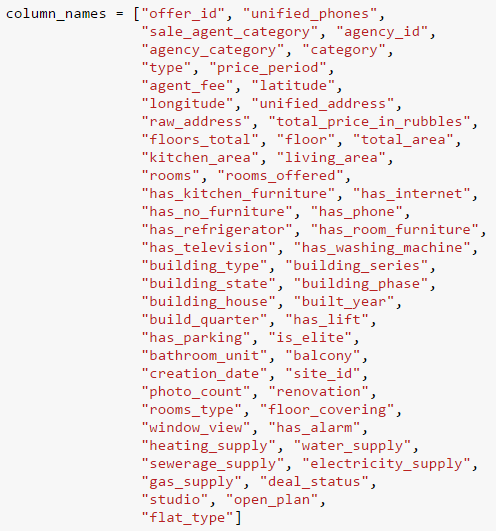 column_names = ["offer_id", "unified_phones",
"sale_agent_category", "agency_id",
"agency_category", "category",
"type", "price_period",
"agent_fee", "latitude",
"longitude", "unified_address",
"raw_address", "total_price_in_rubbles",
"floors_total", "floor", "total_area",
"kitchen_area", "living_area",
"rooms", "rooms_offered",
"has_kitchen_furniture", "has_internet",
"has_no_furniture", "has_phone",
"has_refrigerator", "has_room_furniture",
"has_television", "has_washing_machine",
"building_type", "building_series",
"building_state", "building_phase",
"building_house", "built_year",
"build_quarter", "has_lift",
"has_parking", "is_elite",
"bathroom_unit", "balcony",
"creation_date", "site_id",
"photo_count", "renovation",
"rooms_type", "floor_covering",
"window_view", "has_alarm",
"heating_supply", "water_supply",
"sewerage_supply", "electricity_supply",
"gas_supply", "deal_status",
"studio", "open_plan",
"flat_type"]